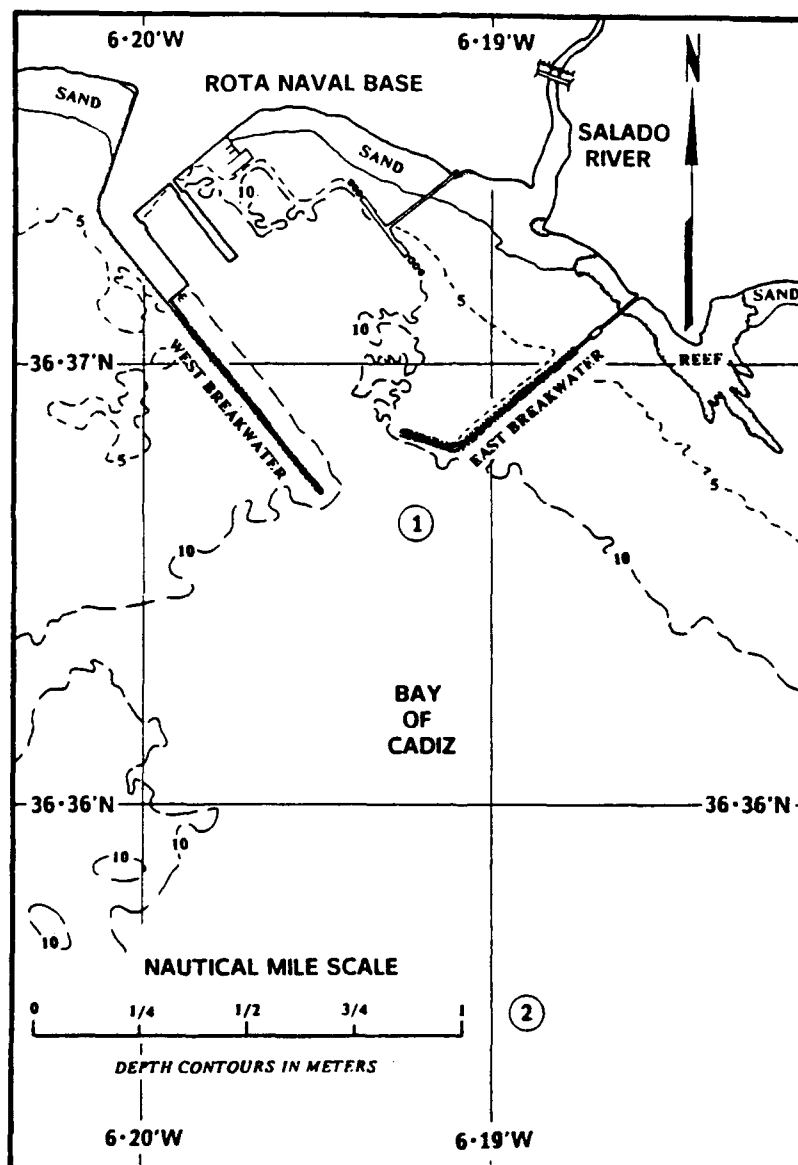 6·20'W
6·19'W
ROTA NAVAL BASE
SAND
SALADO
RIVER
N
SAND
10
5
5
SAND
10
36·37'N
REEF
WEST BREAKWATER
EAST BREAKWATER
5
5
1
10
10
BAY
OF
CADIZ
36·36'N
36·36'N
10
10
10
NAUTICAL MILE SCALE
0
1/4
1/2
3/4
1
2
DEPTH CONTOURS IN METERS
6·20'W
6·19'W